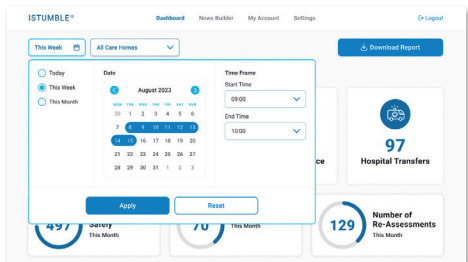 ISTUMBLE®
Dashboard News Builder My Account Settings Logout
This Week All Care Homes Download Report
Today
This Week
This Month
Date
August 2023
MON TUE WED THU FRI SAT SUN
30 1 2 3 4 5 6
7 8 9 10 11 12 13
14 15 16 17 18 19 20
21 22 23 24 25 26 27
28 29 30 31 1 2 3
Time Frame
Start Time
09:00
End Time
10:00
Apply Reset
ce
97
Hospital Transfers
497 Safety
This Month
70
This Month
129
Number of
Re-Assessments
This Month